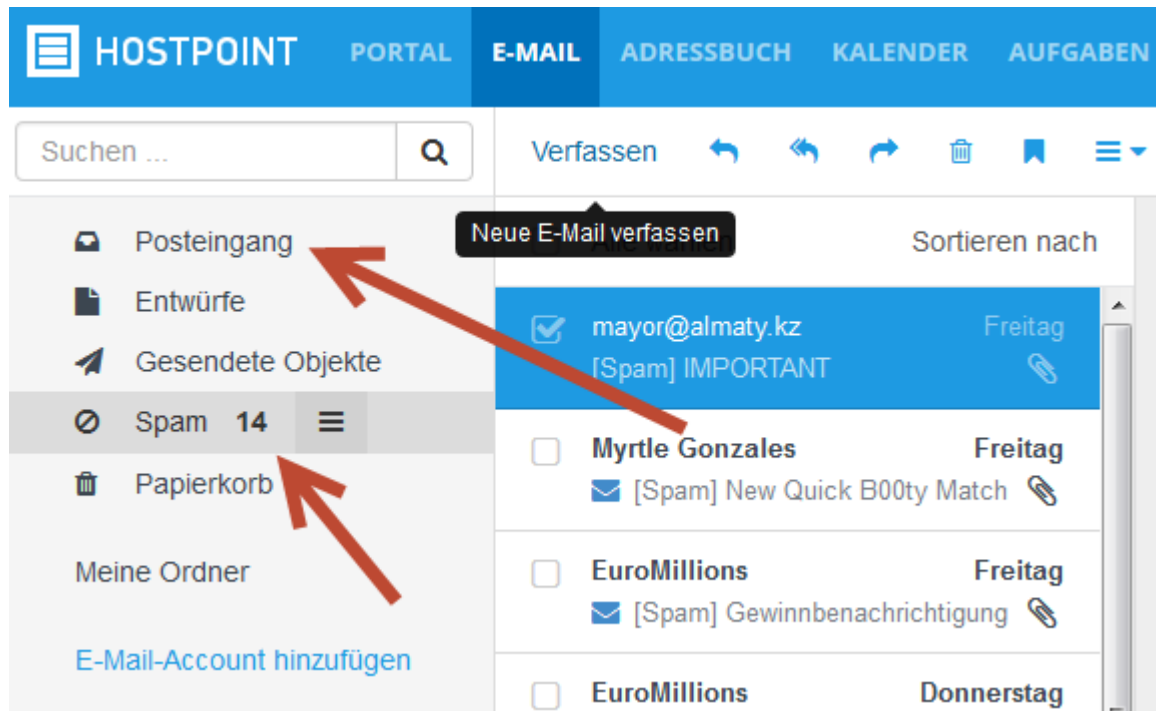 HOSTPOINT PORTAL E-MAIL ADRESSBUCH KALENDER AUFGABEN
Suchen ...
Verfassen
Neue E-Mail verfassen
Sortieren nach
Posteingang
Entwürfe
Gesendete Objekte
Spam 14
Papierkorb
Meine Ordner
E-Mail-Account hinzufügen
mayor@almaty.kz Freitag
[Spam] IMPORTANT
Myrtle Gonzales Freitag
[Spam] New Quick B00ty Match
EuroMillions Freitag
[Spam] Gewinnbenachrichtigung
EuroMillions Donnerstag